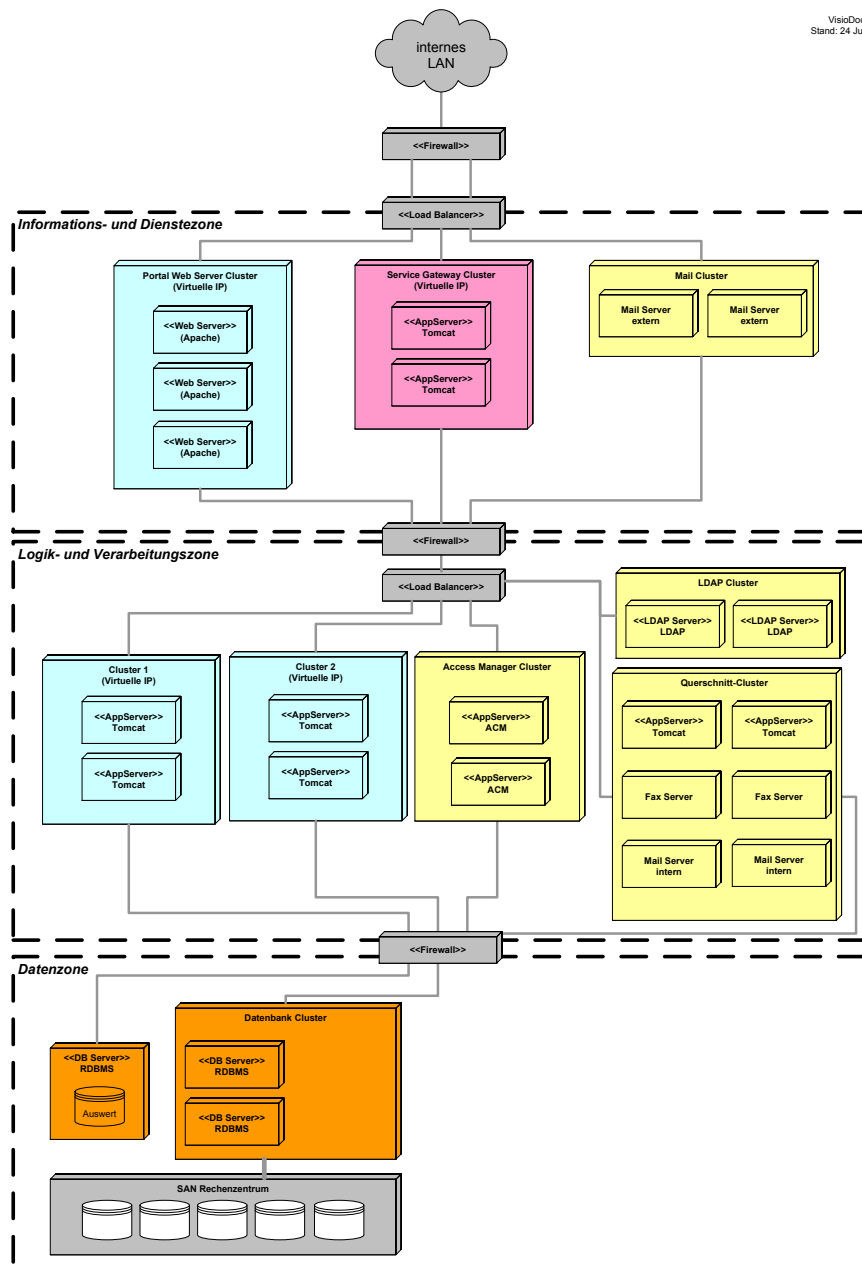 VisioDoc
Stand: 24 Ju
internes
LAN
<<Firewall>>
<<Load Balancer>>
Informations- und Dienstezone
Portal Web Server Cluster
(Virtuelle IP)
<<Web Server>>
(Apache)
<<Web Server>>
(Apache)
<<Web Server>>
(Apache)
Service Gateway Cluster
(Virtuelle IP)
<<AppServer>>
Tomcat
<<AppServer>>
Tomcat
Mail Cluster
Mail Server
extern
Mail Server
extern
<<Firewall>>
Logik- und Verarbeitungszone
<<Load Balancer>>
LDAP Cluster
<<LDAP Server>>
LDAP
<<LDAP Server>>
LDAP
Cluster 1
(Virtuelle IP)
<<AppServer>>
Tomcat
<<AppServer>>
Tomcat
Cluster 2
(Virtuelle IP)
<<AppServer>>
Tomcat
<<AppServer>>
Tomcat
Access Manager Cluster
<<AppServer>>
ACM
<<AppServer>>
ACM
Querschnitt-Cluster
<<AppServer>>
Tomcat
<<AppServer>>
Tomcat
Fax Server
Fax Server
Mail Server
intern
Mail Server
intern
<<Firewall>>
Datenzone
<<DB Server>>
RDBMS
Auswert
Datenbank Cluster
<<DB Server>>
RDBMS
<<DB Server>>
RDBMS
SAN Rechenzentrum